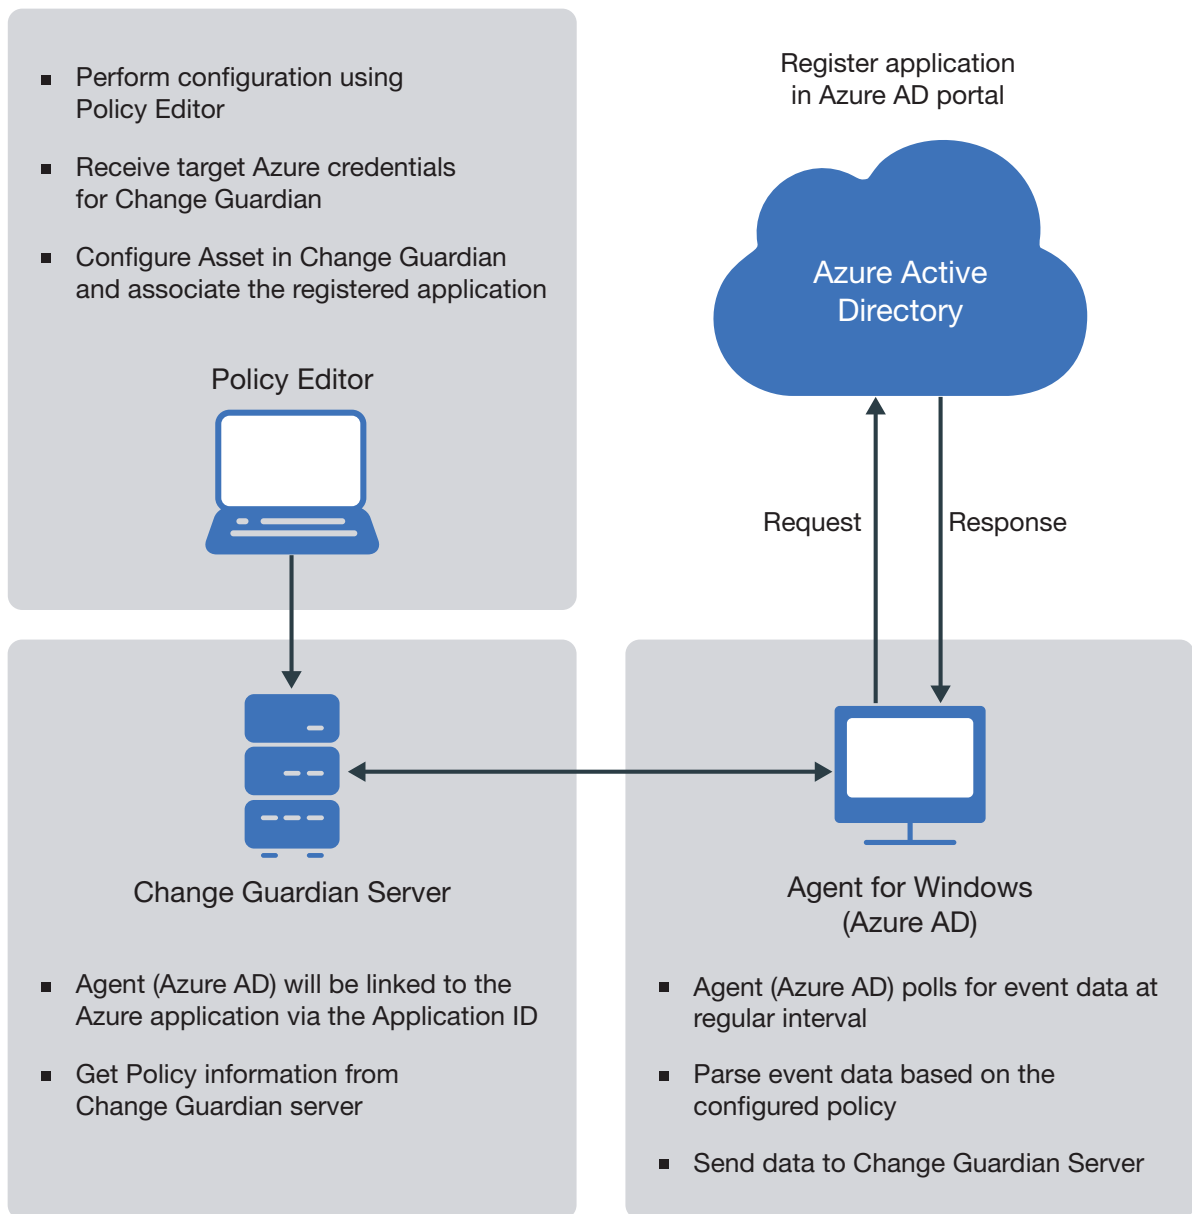 Perform configuration using
Policy Editor
Receive target Azure credentials
for Change Guardian
Configure Asset in Change Guardian
and associate the registered application
Policy Editor
Register application
in Azure AD portal
Azure Active
Directory
Request
Response
Change Guardian Server
Agent (Azure AD) will be linked to the
Azure application via the Application ID
Get Policy information from
Change Guardian server
Agent for Windows
(Azure AD)
Agent (Azure AD) polls for event data at
regular interval
Parse event data based on the
configured policy
Send data to Change Guardian Server